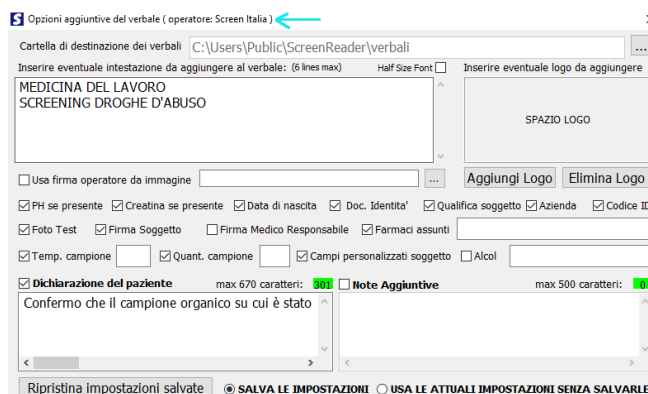 Opzioni aggiuntive del verbale ( operatore: Screen Italia )
Cartella di destinazione dei verbali C:\Users\Public\ScreenReader\verbali ...
Inserire eventuale intestazione da aggiungere al verbale: (6 lines max) Half Size Font Inserire eventuale logo da aggiungere
MEDICINA DEL LAVORO
SCREENING DROGHE D'ABUSO
SPAZIO LOGO
Usa firma operatore da immagine ... Aggiungi Logo Elimina Logo
PH se presente Creatina se presente Data di nascita Doc. Identita' Qualifica soggetto Azienda Codice ID
Foto Test Firma Soggetto Firma Medico Responsabile Farmaci assunti
Temp. campione Quant. campione Campi personalizzati soggetto Alcol
Dichiarazione del paziente max 670 caratteri: 301 Note Aggiuntive max 500 caratteri: 0
Confermo che il campione organico su cui è stato
Ripristina impostazioni salvate SALVA LE IMPOSTAZIONI USA LE ATTUALI IMPOSTAZIONI SENZA SALVARLE